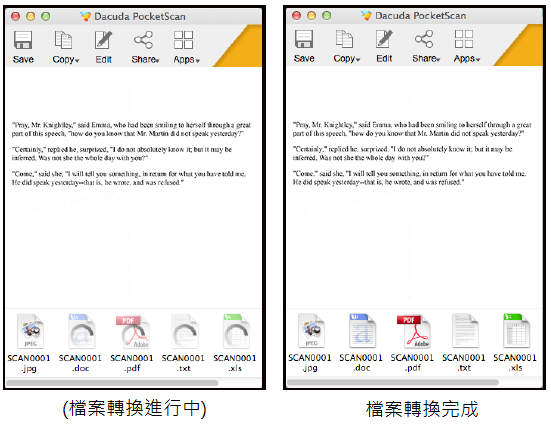 Dacuda PocketScan
Save Copy Edit Share Apps
"Pray, Mr. Knightley," said Emma, who had been smiling to herself through a great
part of this speech, "how do you know that Mr. Martin did not speak yesterday?"
"Certainly," replied he, surprized, "I do not absolutely know it; but it may be
inferred. Was not she the whole day with you?"
"Come," said she, "I will tell you something, in return for what you have told me.
He did speak yesterday--that is, he wrote, and was refused."
JPEG
a
PDF
Adobe
SCAN0001 SCAN0001 SCAN0001 SCAN0001 SCAN0001
.jpg .doc .pdf .txt .xls
(檔案轉換進行中)
Dacuda PocketScan
Save Copy Edit Share Apps
"Pray, Mr. Knightley," said Emma, who had been smiling to herself through a great
part of this speech, "how do you know that Mr. Martin did not speak yesterday?"
"Certainly," replied he, surprized, "I do not absolutely know it; but it may be
inferred. Was not she the whole day with you?"
"Come," said she, "I will tell you something, in return for what you have told me.
He did speak yesterday--that is, he wrote, and was refused."
JPEG
PDF
Adobe
SCAN0001 SCAN0001 SCAN0001 SCAN0001 SCAN0001
.jpg .doc .pdf .txt .xls
檔案轉換完成